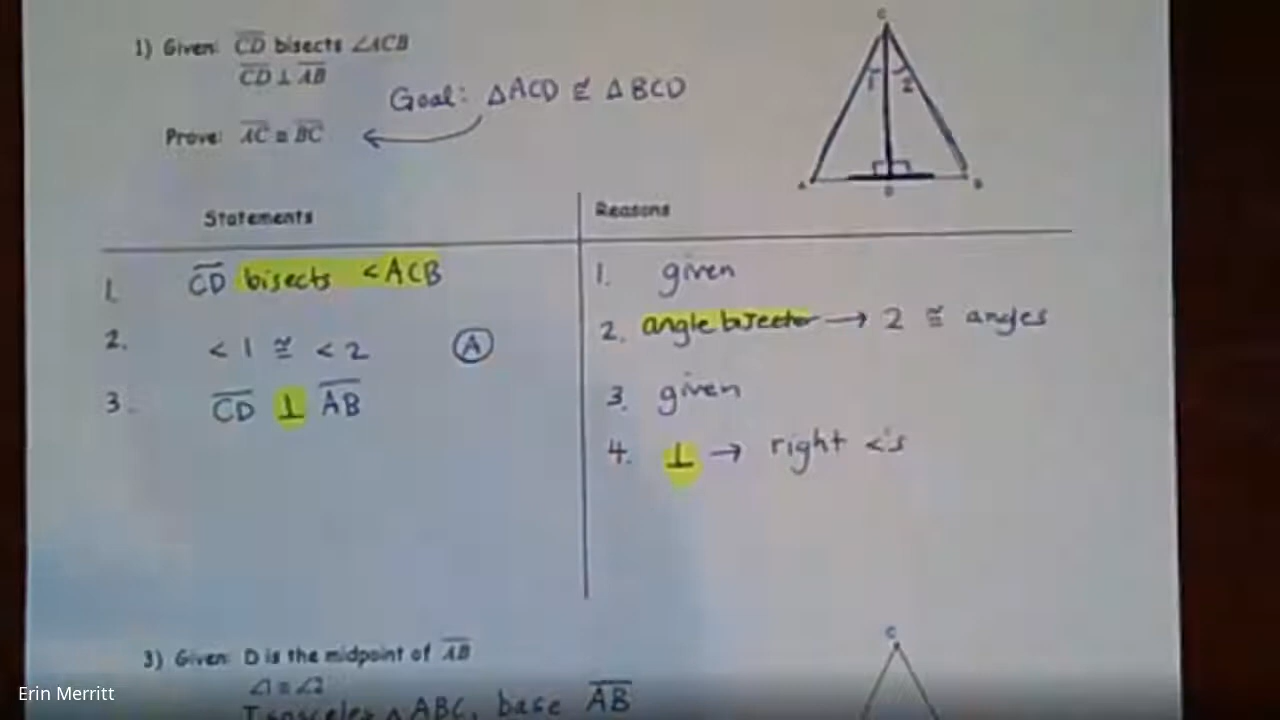 1) Given: CD bisects ∠ACB
CD ⊥ AB
Goal: △ACD ≅ △BCD
Prove: AC ≅ BC
C
1 2
A D B
Statements Reasons
1. CD bisects <ACB 1. given
2. <1 ≅ <2 Ⓐ 2. angle bisector → 2 ≅ angles
3. CD ⊥ AB 3. given
4. ⊥ → right <'s
3) Given: D is the midpoint of AB
∠1 ≅ ∠2
△ ABC, base AB
C
Erin Merritt